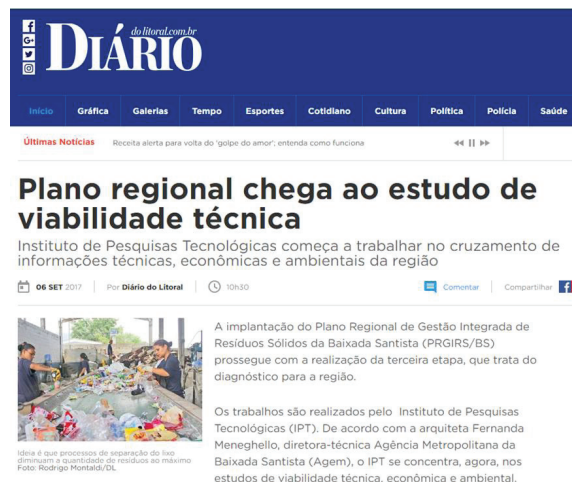 do litoral.com.br
DIÁRIO
Início Gráfica Galerias Tempo Esportes Cotidiano Cultura Política Polícia Saúde
Últimas Notícias Receita alerta para volta do 'golpe do amor'; entenda como funciona
Plano regional chega ao estudo de
viabilidade técnica
Instituto de Pesquisas Tecnológicas começa a trabalhar no cruzamento de
informações técnicas, econômicas e ambientais da região
06 SET 2017 Por Diário do Litoral 10h30 Comentar Compartilhar
A implantação do Plano Regional de Gestão Integrada de
Resíduos Sólidos da Baixada Santista (PRGIRS/BS)
prossegue com a realização da terceira etapa, que trata do
diagnóstico para a região.
Os trabalhos são realizados pelo Instituto de Pesquisas
Tecnológicas (IPT). De acordo com a arquiteta Fernanda
Meneghello, diretora-técnica Agência Metropolitana da
Baixada Santista (Agem), o IPT se concentra, agora, nos
estudos de viabilidade técnica, econômica e ambiental.
Ideia é que processos de separação do lixo
diminuam a quantidade de resíduos ao máximo
Foto: Rodrigo Montaldi/DL